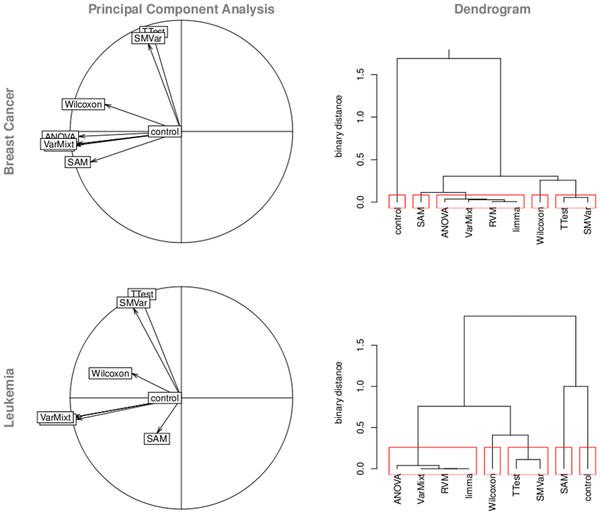 Principal Component Analysis
Dendrogram
Breast Cancer
TTest
SMVar
Wilcoxon
control
ANOVA
VarMixt
SAM
binary distance
0.0
0.5
1.0
1.5
control
SAM
ANOVA
VarMixt
RVM
limma
Wilcoxon
TTest
SMVar
Leukemia
TTest
SMVar
Wilcoxon
control
VarMixt
SAM
binary distance
0.0
0.5
1.0
1.5
ANOVA
VarMixt
RVM
limma
Wilcoxon
TTest
SMVar
SAM
control